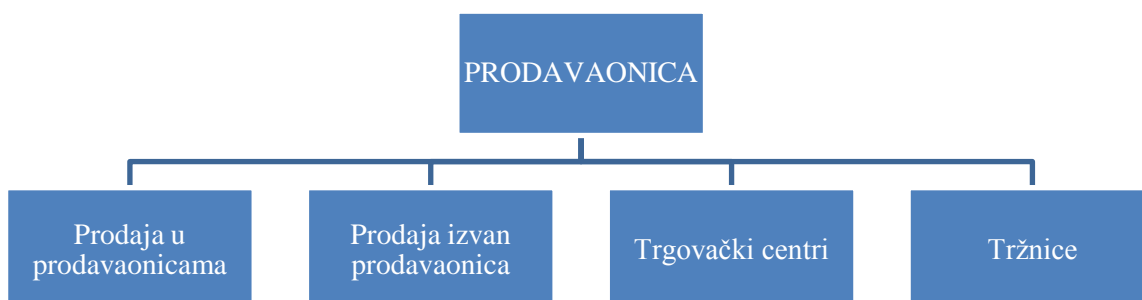 PRODAVAONICA
Prodaja u
prodavaonicama
Prodaja izvan
prodavaonica
Trgovački centri
Tržnice